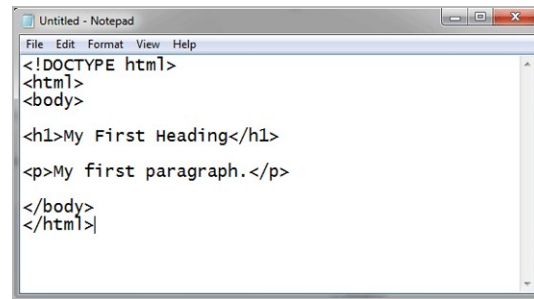 Untitled - Notepad
File Edit Format View Help
<!DOCTYPE html>
<html>
<body>
<h1>My First Heading</h1>
<p>My first paragraph.</p>
</body>
</html>